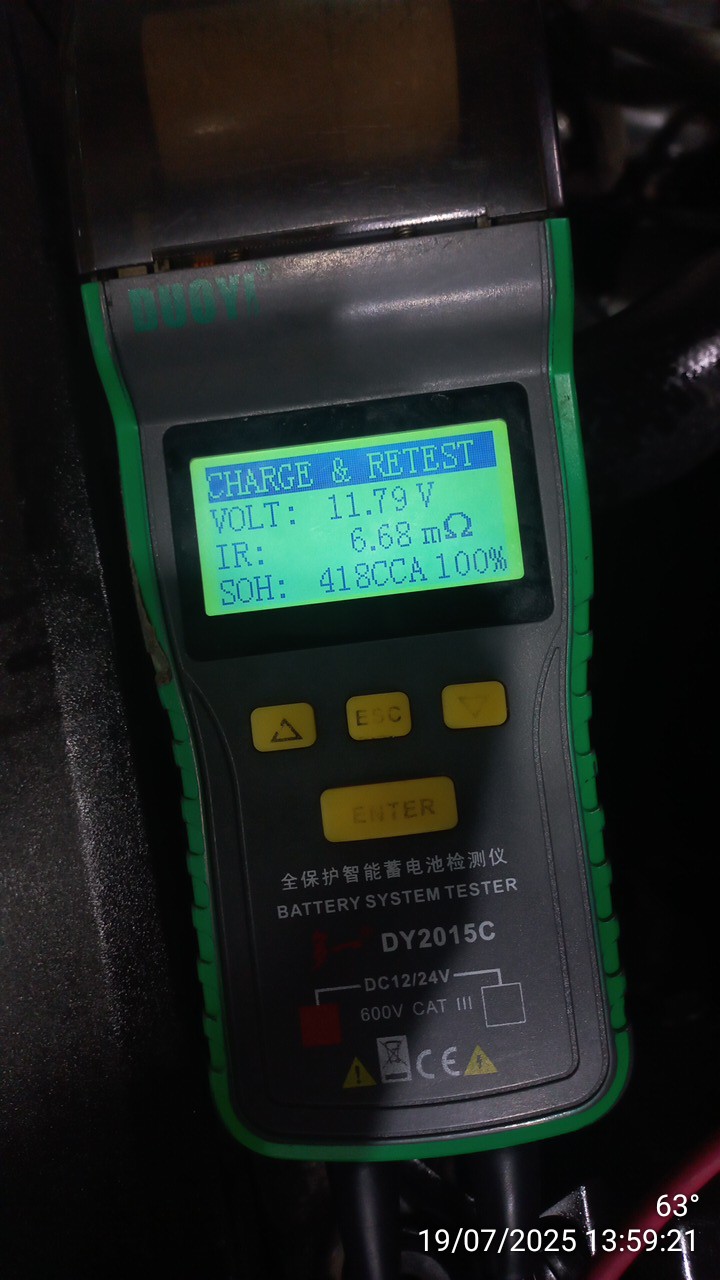 DUOYI
CHARGE & RETEST
VOLT: 11.79 V
IR: 6.68 mΩ
SOH: 418CCA 100%
ESC
ENTER
全保护智能蓄电池检测仪
BATTERY SYSTEM TESTER
DY2015C
DC12/24V
600V CAT III
CE
63°
19/07/2025 13:59:21